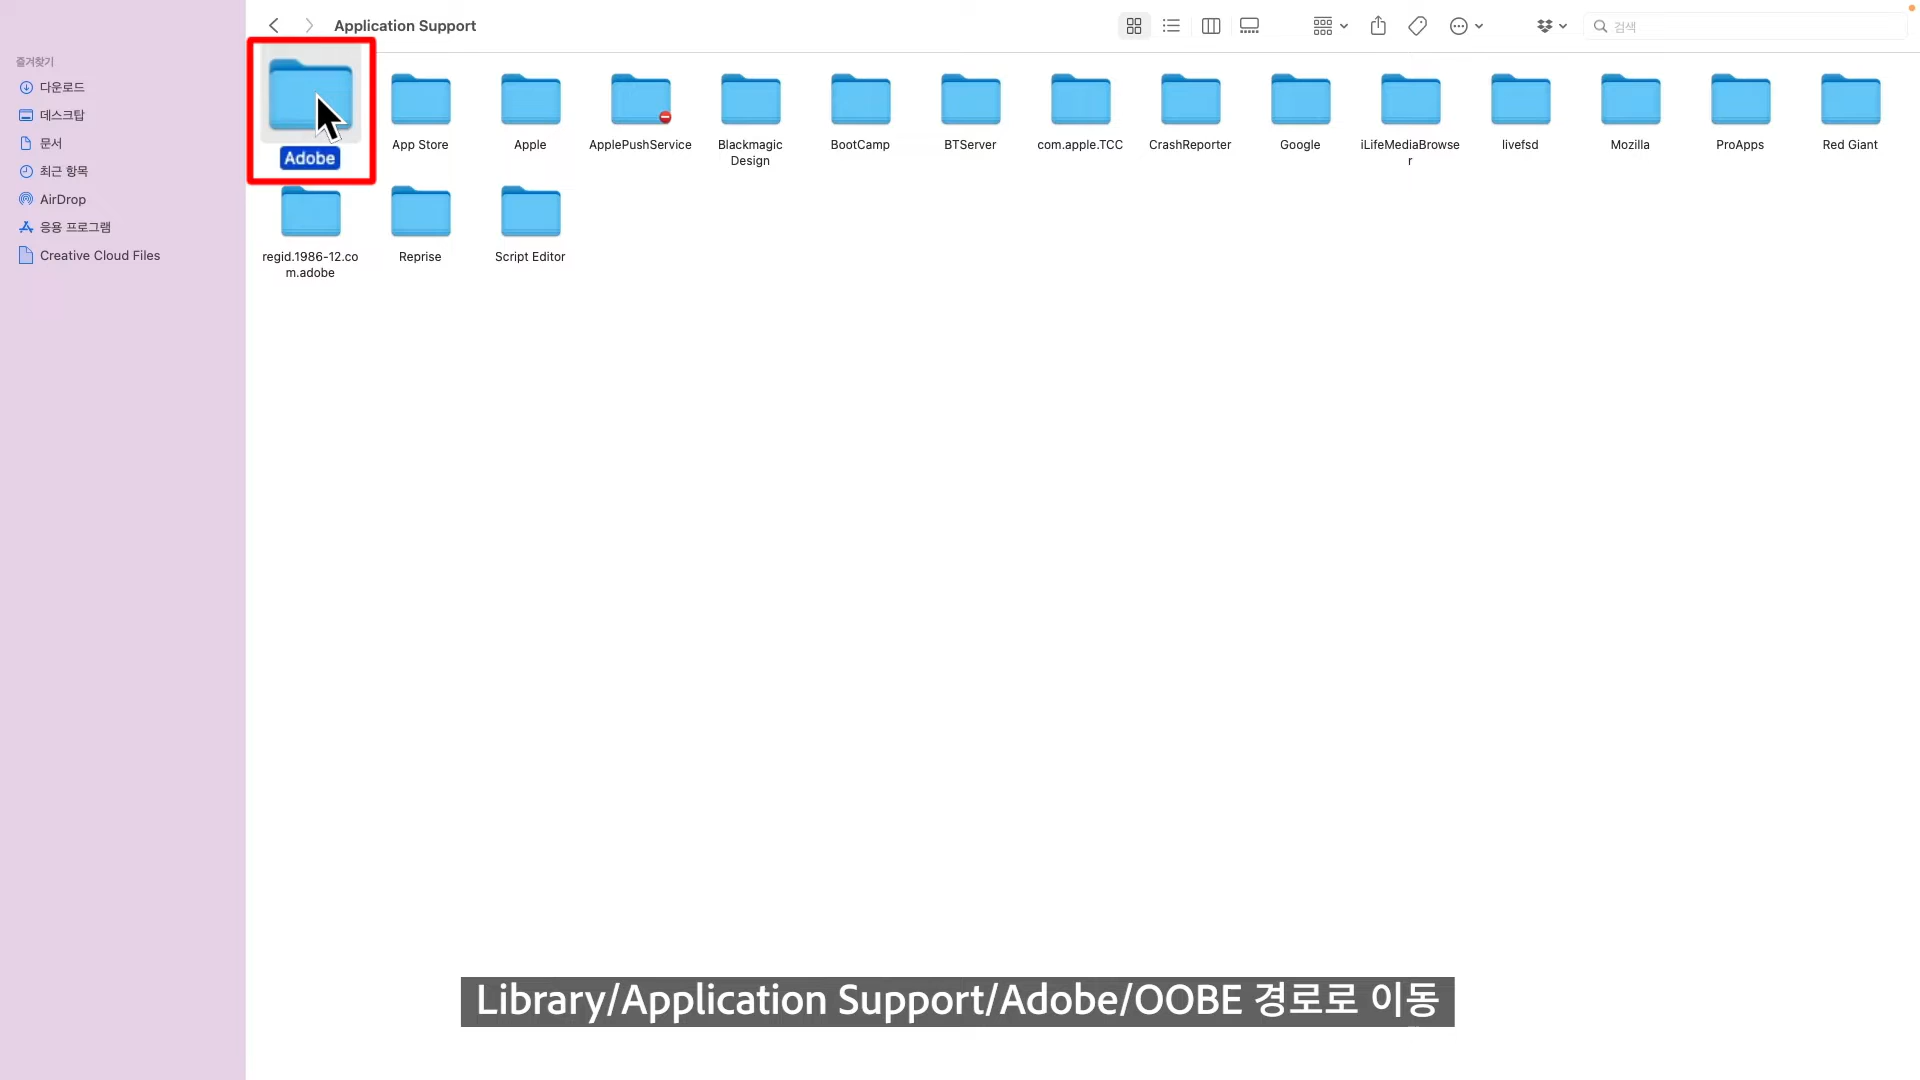 Application Support
검색
즐겨찾기
다운로드
데스크탑
문서
최근 항목
AirDrop
응용 프로그램
Creative Cloud Files
Adobe
App Store
Apple
ApplePushService
Blackmagic
Design
BootCamp
BTServer
com.apple.TCC
CrashReporter
Google
iLifeMediaBrowse
r
livefsd
Mozilla
ProApps
Red Giant
regid.1986-12.co
m.adobe
Reprise
Script Editor
Library/Application Support/Adobe/OOBE 경로로 이동